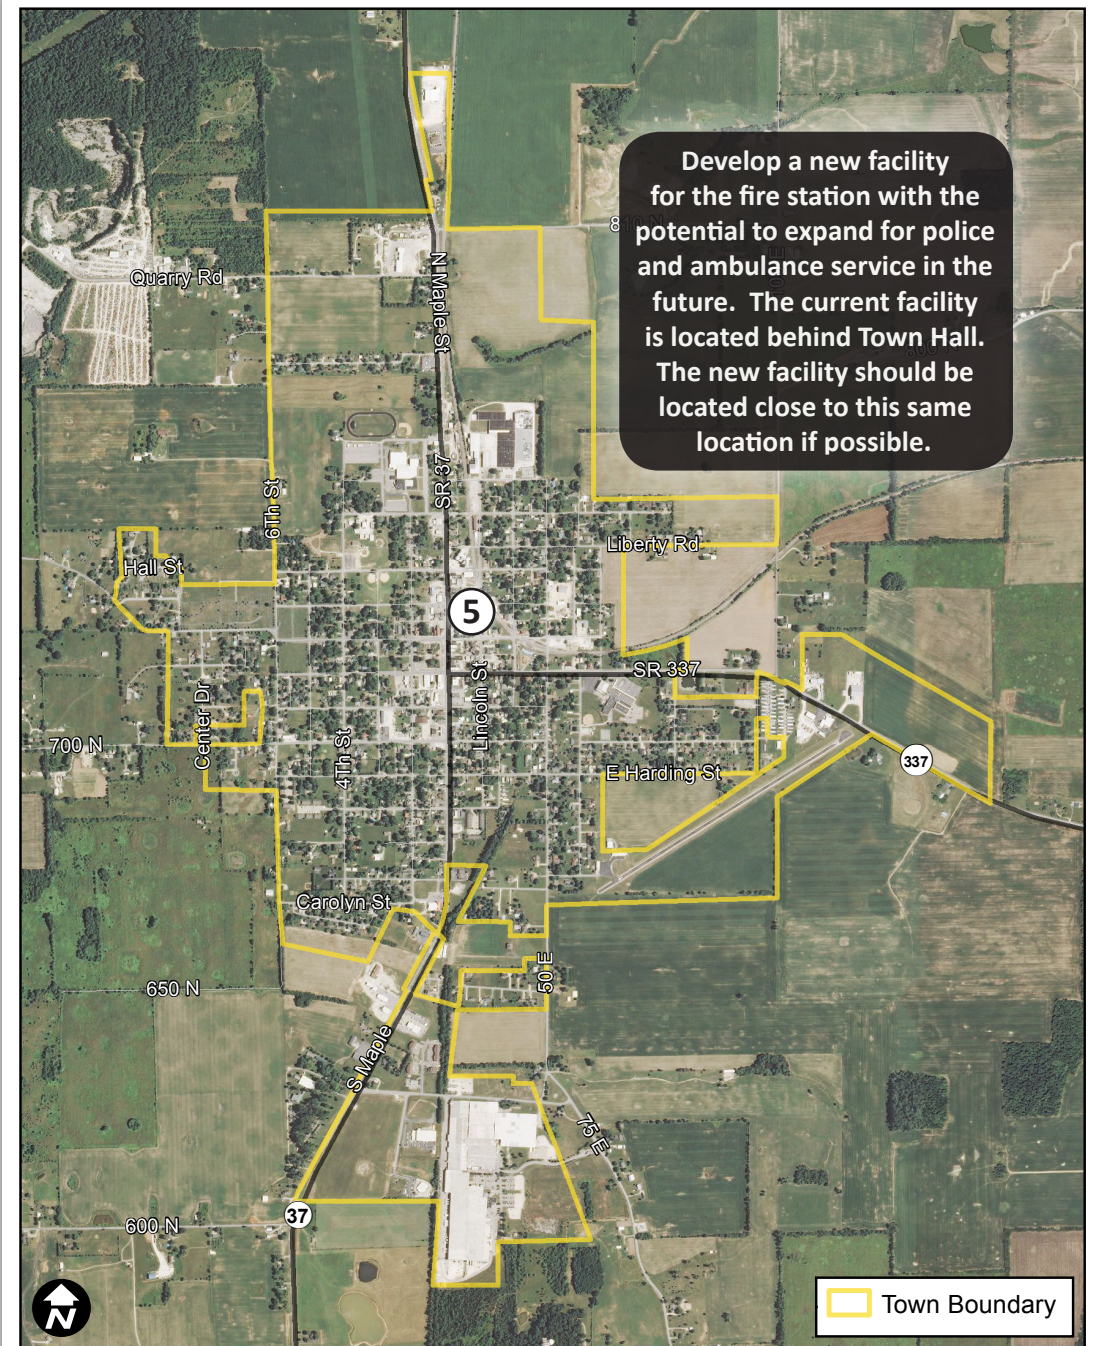 Develop a new facility
for the fire station with the
potential to expand for police
and ambulance service in the
future. The current facility
is located behind Town Hall.
The new facility should be
located close to this same
location if possible.
Quarry Rd
N Maple St
SR 37
6Th St
Liberty Rd
Hall St
5
SR 337
Lincoln St
Center Dr
700 N
4Th St
E Harding St
337
Carolyn St
650 N
50 E
S Maple
75 E
37
600 N
N
Town Boundary